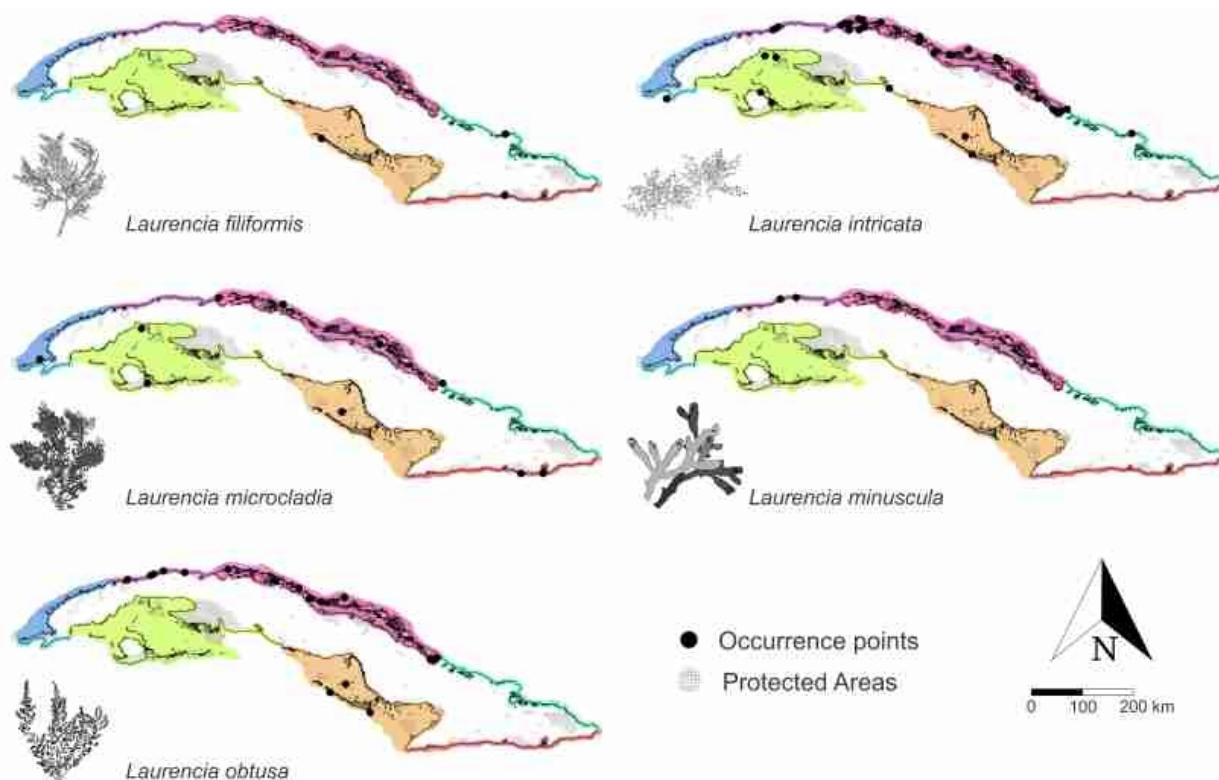 Laurencia filiformis
Laurencia intricata
Laurencia microcladia
Laurencia minuscula
Laurencia obtusa
Occurrence points
Protected Areas
N
0 100 200 km